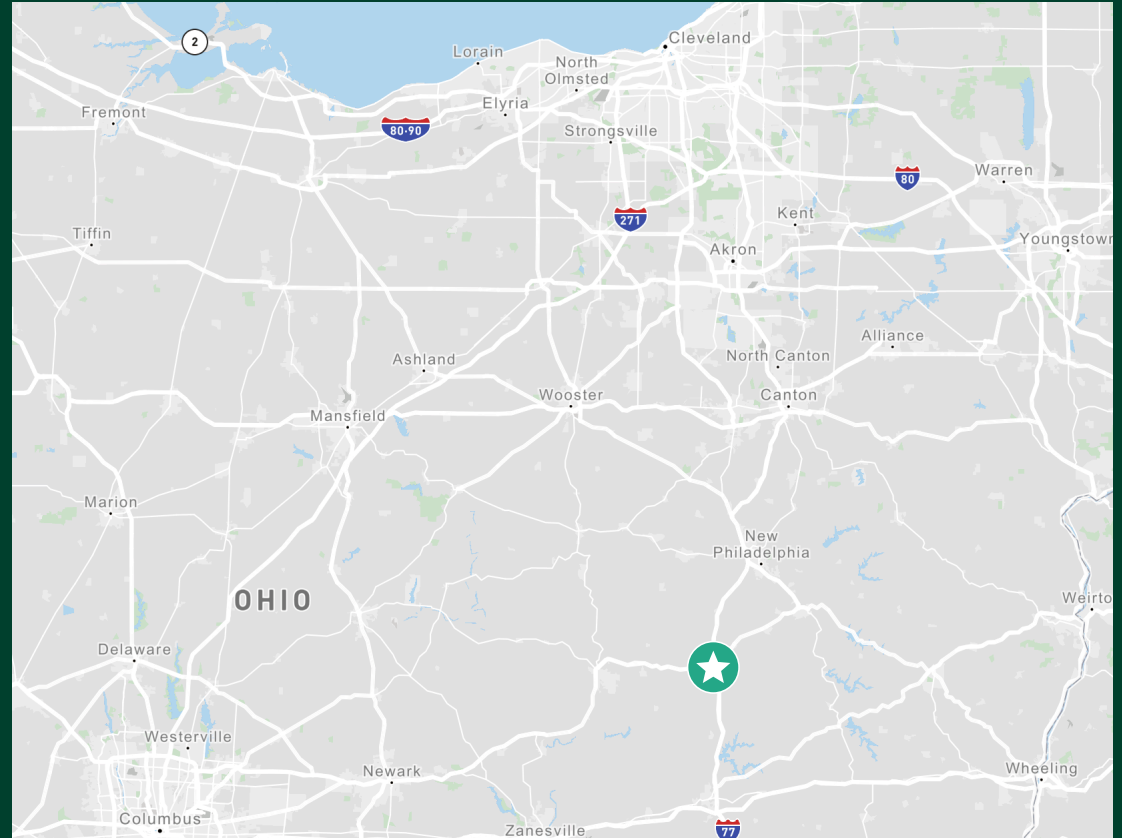 2
Cleveland
Lorain
North
Olmsted
Elyria
Fremont
80·90
Strongsville
80
Warren
271
Kent
Tiffin
Youngstown
Akron
Alliance
North Canton
Ashland
Wooster
Canton
Mansfield
Marion
New
Philadelphia
OHIO
Weirto
Delaware
Westerville
Newark
Wheeling
Columbus
Zanesville
77